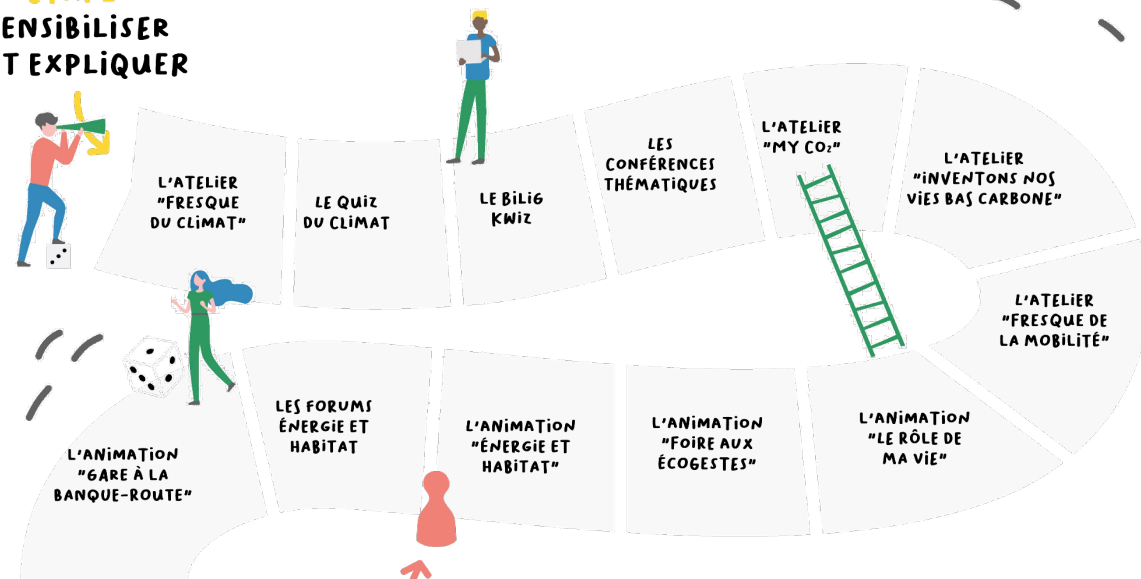 ENSIBILISER
T EXPLIQUER
L'ATELIER
"FRESQUE
DU CLIMAT"
LE QUIZ
DU CLIMAT
LE BILIG
KWIZ
LES
CONFÉRENCES
THÉMATIQUES
L'ATELIER
"MY CO₂"
L'ATELIER
"INVENTONS NOS
VIES BAS CARBONE"
L'ATELIER
"FRESQUE DE
LA MOBILITÉ"
L'ANIMATION
"LE RÔLE DE
MA VIE"
L'ANIMATION
"FOIRE AUX
ÉCOGESTES"
L'ANIMATION
"ÉNERGIE ET
HABITAT"
LES FORUMS
ÉNERGIE ET
HABITAT
L'ANIMATION
"GARE À LA
BANQUE-ROUTE"